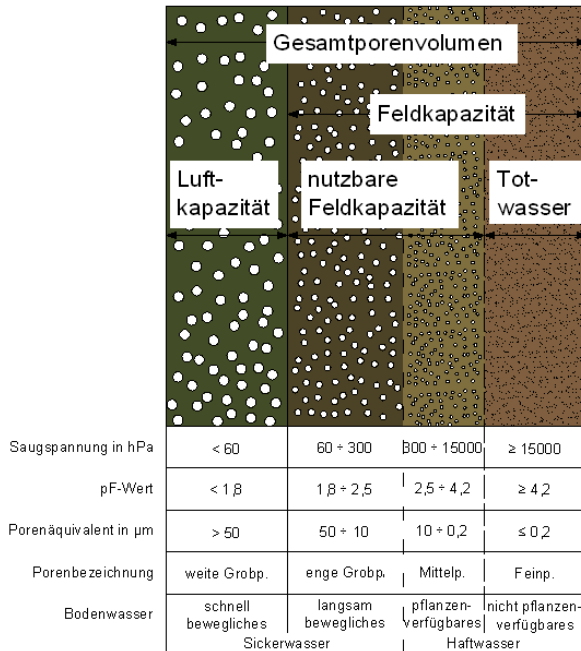 Gesamtporenvolumen
Feldkapazität
Luft-
kapazität
nutzbare
Feldkapazität
Tot-
wasser
Saugspannung in hPa < 60 60 ÷ 300 300 ÷ 15000 ≥ 15000
pF-Wert < 1,8 1,8 ÷ 2,5 2,5 ÷ 4,2 ≥ 4,2
Porenäquivalent in µm > 50 50 ÷ 10 10 ÷ 0,2 ≤ 0,2
Porenbezeichnung weite Grobp. enge Grobp. Mittelp. Feinp.
Bodenwasser schnell bewegliches langsam bewegliches pflanzen-verfügbares nicht pflanzen-verfügbares
Sickerwasser Haftwasser